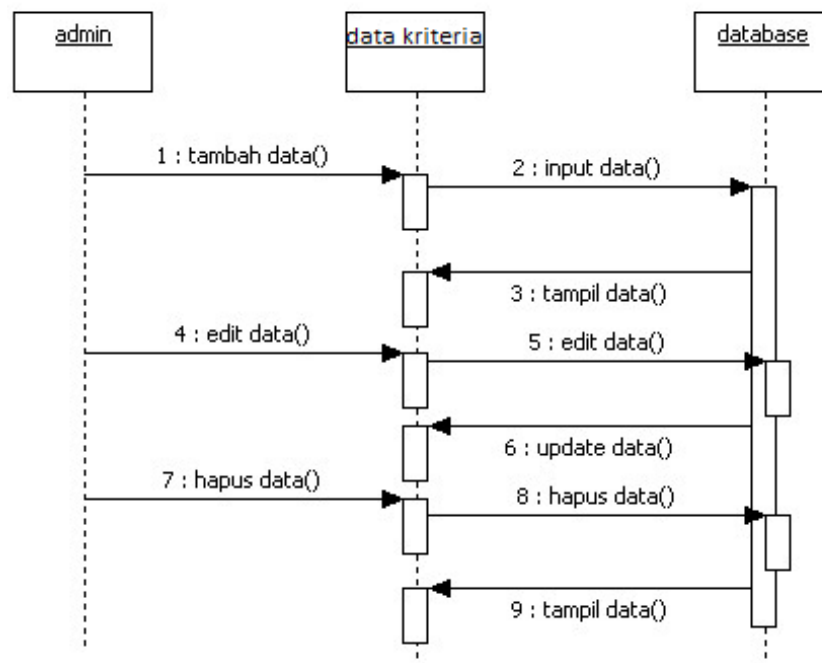 admin
data kriteria
database
1 : tambah data()
2 : input data()
3 : tampil data()
4 : edit data()
5 : edit data()
6 : update data()
7 : hapus data()
8 : hapus data()
9 : tampil data()